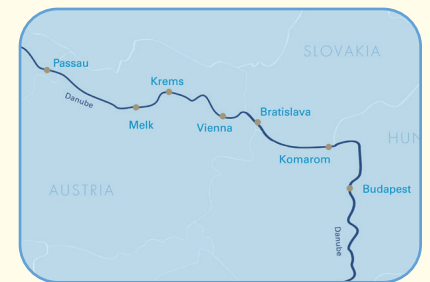 SLOVAKIA
Passau
Krems
Danube
Bratislava
Melk
Vienna
HUN
Komarom
AUSTRIA
Budapest
Danube